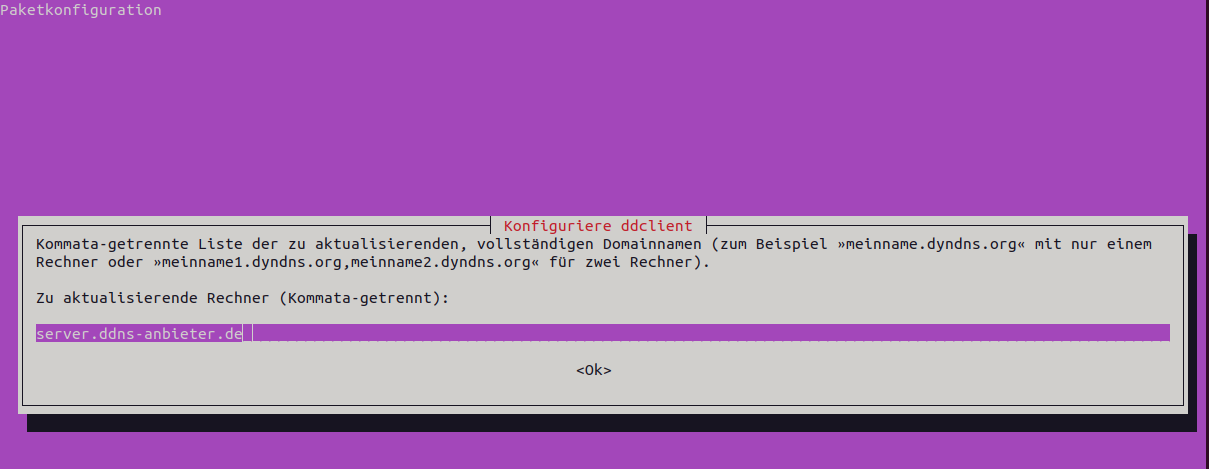 Paketkonfiguration
Konfiguriere ddclient
Kommata-getrennte Liste der zu aktualisierenden, vollständigen Domainnamen (zum Beispiel »meinname.dyndns.org« mit nur einem
Rechner oder »meinname1.dyndns.org,meinname2.dyndns.org« für zwei Rechner).
Zu aktualisierende Rechner (Kommata-getrennt):
server.ddns-anbieter.de
<Ok>